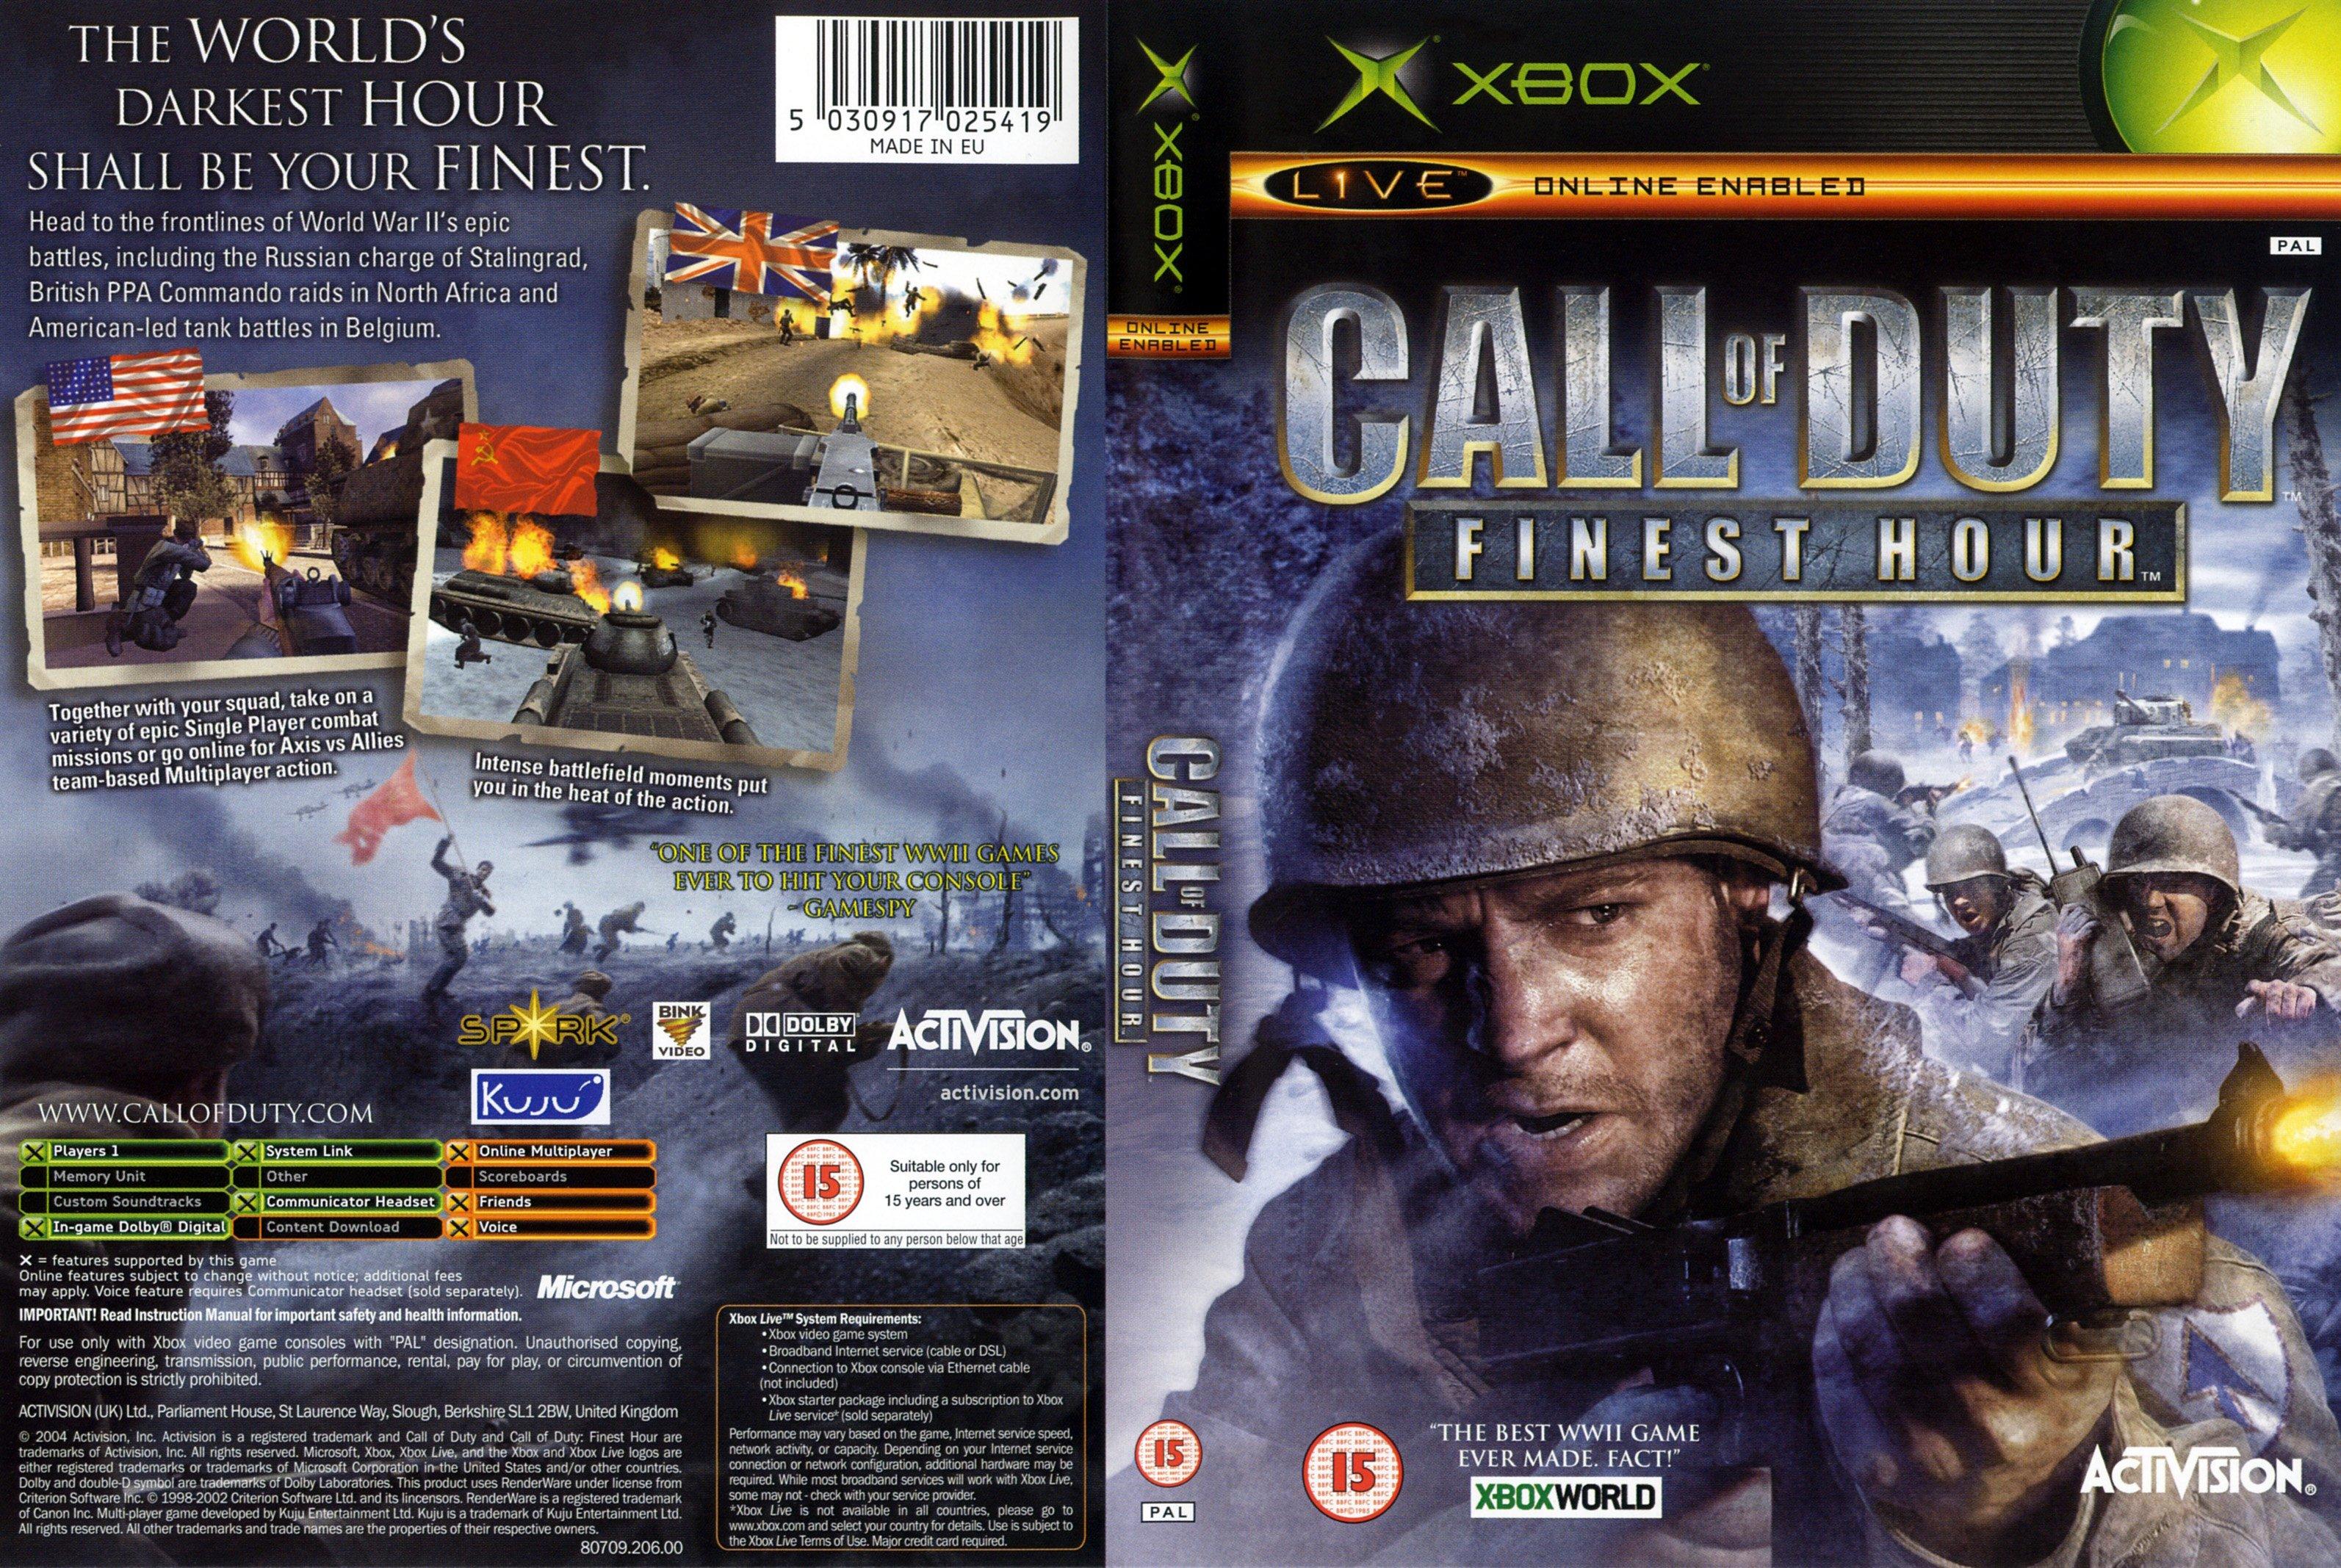 THE WORLD'S
DARKEST HOUR
SHALL BE YOUR FINEST.
Head to the frontlines of World War II's epic
battles, including the Russian charge of Stalingrad,
British PPA Commando raids in North Africa and
American-led tank battles in Belgium.
5 030917 025419
MADE IN EU
Together with your squad, take on a
variety of epic Single Player combat
missions or go online for Axis vs Allies
team-based Multiplayer action.
Intense battlefield moments put
you in the heat of the action.
"ONE OF THE FINEST WWII GAMES
EVER TO HIT YOUR CONSOLE"
- GAMESPY
SPARK®
BINK
VIDEO
DOLBY
DIGITAL
ACTIVISION®
activision.com
KUJU
WWW.CALLOFDUTY.COM
Players 1
System Link
Online Multiplayer
Memory Unit
Other
Scoreboards
Custom Soundtracks
Communicator Headset
Friends
In-game Dolby® Digital
Content Download
Voice
15
Suitable only for
persons of
15 years and over
Not to be supplied to any person below that age
X = features supported by this game
Online features subject to change without notice; additional fees
may apply. Voice feature requires Communicator headset (sold separately).
Microsoft
IMPORTANT! Read Instruction Manual for important safety and health information.
For use only with Xbox video game consoles with "PAL" designation. Unauthorised copying,
reverse engineering, transmission, public performance, rental, pay for play, or circumvention of
copy protection is strictly prohibited.
ACTIVISION (UK) Ltd., Parliament House, St Laurence Way, Slough, Berkshire SL1 2BW, United Kingdom
© 2004 Activision, Inc. Activision is a registered trademark and Call of Duty and Call of Duty: Finest Hour are
trademarks of Activision, Inc. All rights reserved. Microsoft, Xbox, Xbox Live, and the Xbox and Xbox Live logos are
either registered trademarks or trademarks of Microsoft Corporation in the United States and/or other countries.
Dolby and double-D symbol are trademarks of Dolby Laboratories. This product uses RenderWare under license from
Criterion Software Inc. © 1998-2002 Criterion Software Ltd. and its lincensors. RenderWare is a registered trademark
of Canon Inc. Multi-player game developed by Kuju Entertainment Ltd. Kuju is a trademark of Kuju Entertainment Ltd.
All rights reserved. All other trademarks and trade names are the properties of their respective owners.
80709.206.00
Xbox Live™ System Requirements:
• Xbox video game system
• Broadband Internet service (cable or DSL)
• Connection to Xbox console via Ethernet cable
(not included)
• Xbox starter package including a subscription to Xbox
Live service* (sold separately)
Performance may vary based on the game, Internet service speed,
network activity, or capacity. Depending on your Internet service
connection or network configuration, additional hardware may be
required. While most broadband services will work with Xbox Live,
some may not - check with your service provider.
*Xbox Live is not available in all countries, please go to
www.xbox.com and select your country for details. Use is subject to
the Xbox Live Terms of Use. Major credit card required.
XBOX
ONLINE
ENABLED
CALL OF DUTY
FINEST HOUR™
15
PAL
XBOX
LIVE™ ONLINE ENABLED
PAL
CALL OF DUTY™
FINEST HOUR™
15
"THE BEST WWII GAME
EVER MADE. FACT!"
XBOXWORLD
ACTIVISION®